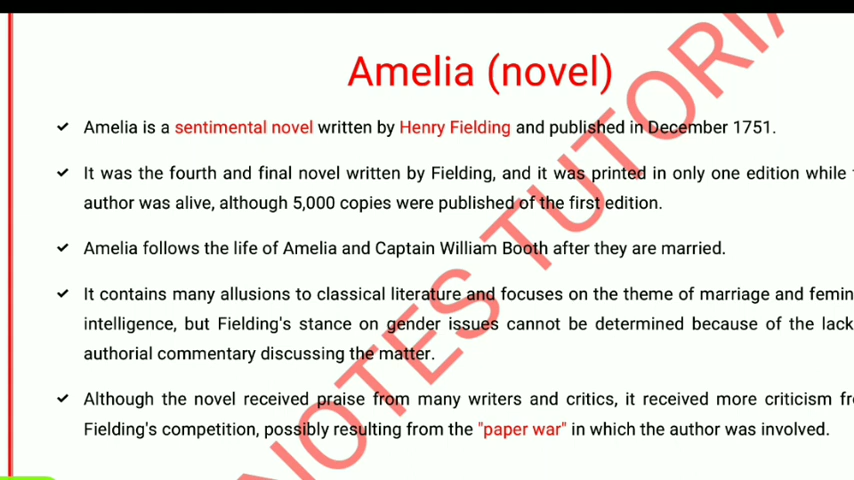 Amelia (novel)
✔ Amelia is a sentimental novel written by Henry Fielding and published in December 1751.
✔ It was the fourth and final novel written by Fielding, and it was printed in only one edition while
author was alive, although 5,000 copies were published of the first edition.
✔ Amelia follows the life of Amelia and Captain William Booth after they are married.
✔ It contains many allusions to classical literature and focuses on the theme of marriage and femin
intelligence, but Fielding's stance on gender issues cannot be determined because of the lack
authorial commentary discussing the matter.
✔ Although the novel received praise from many writers and critics, it received more criticism fr
Fielding's competition, possibly resulting from the "paper war" in which the author was involved.
NOTES TUTORIA